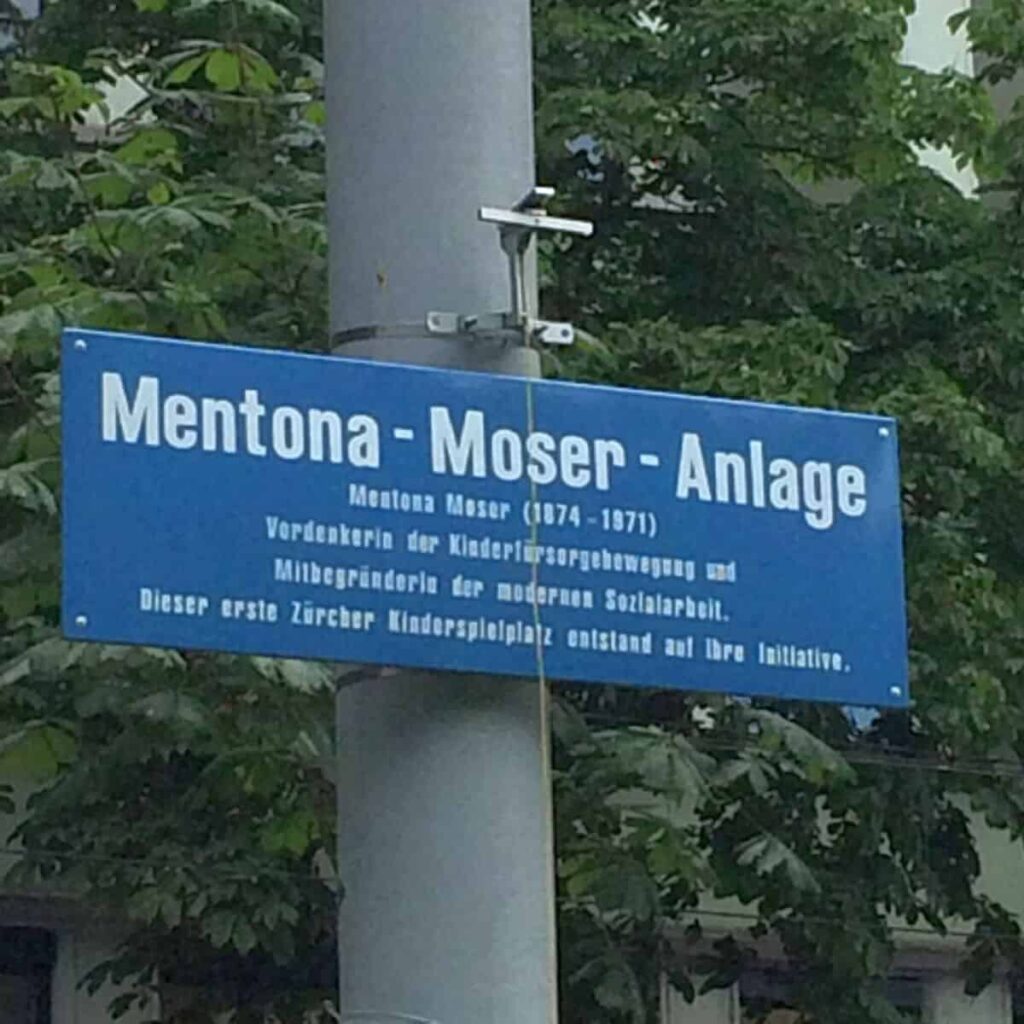 Mentona - Moser - Anlage
Mentona Moser (1874 - 1971)
Vordenkerin der Kinderfürsorgebewegung und
Mitbegründerin der modernen Sozialarbeit.
Dieser erste Zürcher Kinderspielplatz entstand auf ihre Initiative.